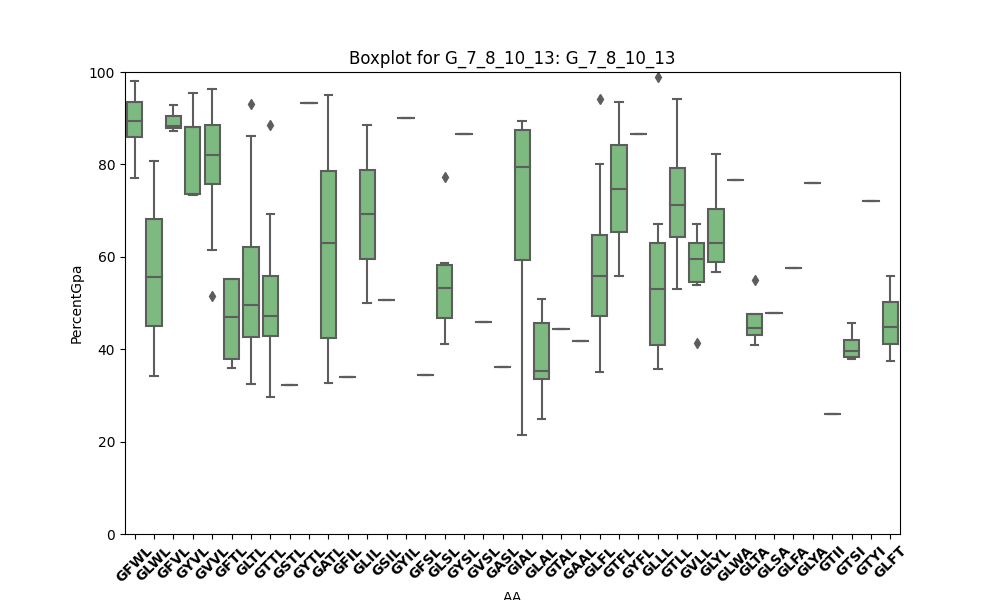 Boxplot for G_7_8_10_13: G_7_8_10_13
100
80
60
40
20
0
PercentGpa
GFWL GLWL GFVL GYVL GVVL GFTL GLTL GTTL GSTL GYTL GATL GFIL GLIL GSIL GYIL GFSL GLSL GYSL GVSL GASL GIAL GLAL GTAL GAAL GLFL GTFL GYFL GLLL GTLL GVLL GLYL GLWA GLTA GLSA GLFA GLYA GTII GTSI GTYI GLFT
AA